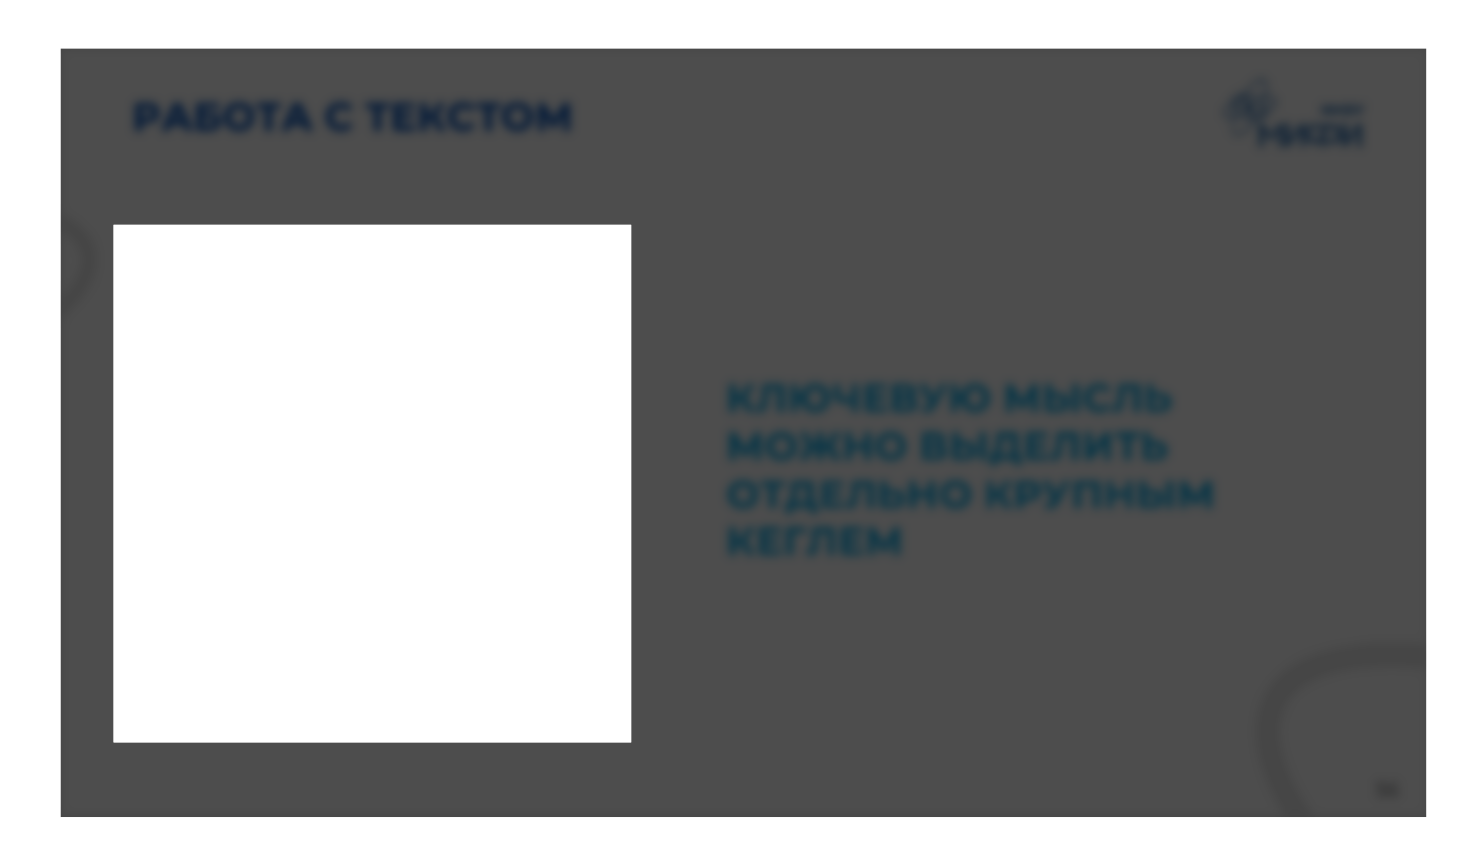 РАБОТА С ТЕКСТОМ
КЛЮЧЕВУЮ МЫСЛЬ
МОЖНО ВЫДЕЛИТЬ
ОТДЕЛЬНО КРУПНЫМ
КЕГЛЕМ